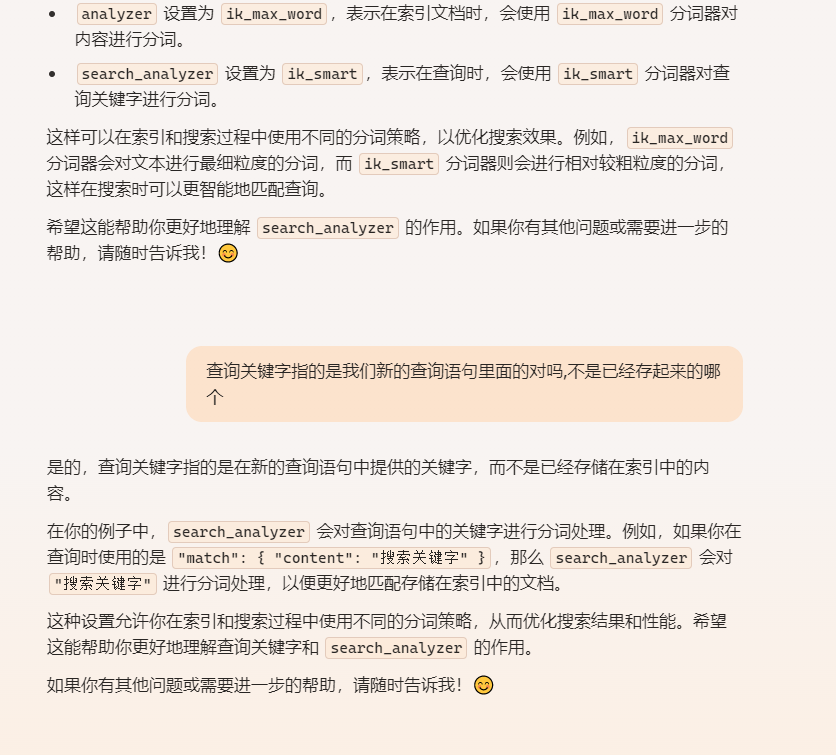 analyzer 设置为 ik_max_word，表示在索引文档时，会使用 ik_max_word 分词器对
内容进行分词。
search_analyzer 设置为 ik_smart，表示在查询时，会使用 ik_smart 分词器对查
询关键字进行分词。
这样可以在索引和搜索过程中使用不同的分词策略，以优化搜索效果。例如，ik_max_word
分词器会对文本进行最细粒度的分词，而 ik_smart 分词器则会进行相对较粗粒度的分词，
这样在搜索时可以更智能地匹配查询。
希望这能帮助你更好地理解 search_analyzer 的作用。如果你有其他问题或需要进一步的
帮助，请随时告诉我！😊
查询关键字指的是我们新的查询语句里面的对吗,不是已经存起来的哪
个
是的，查询关键字指的是在新的查询语句中提供的关键字，而不是已经存储在索引中的内
容。
在你的例子中，search_analyzer 会对查询语句中的关键字进行分词处理。例如，如果你在
查询时使用的是 "match": { "content": "搜索关键字" }，那么 search_analyzer 会对
"搜索关键字" 进行分词处理，以便更好地匹配存储在索引中的文档。
这种设置允许你在索引和搜索过程中使用不同的分词策略，从而优化搜索结果和性能。希望
这能帮助你更好地理解查询关键字和 search_analyzer 的作用。
如果你有其他问题或需要进一步的帮助，请随时告诉我！😊